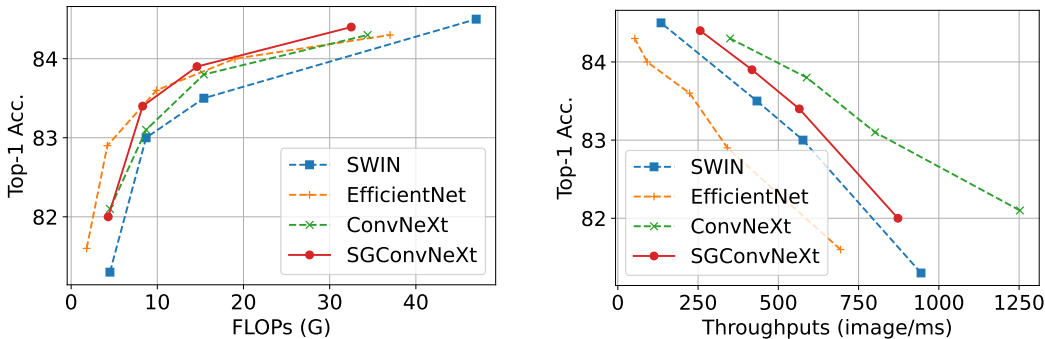 Top-1 Acc.
84
83
82
SWIN
EfficientNet
ConvNeXt
SGConvNeXt
0 10 20 30 40
FLOPs (G)
Top-1 Acc.
84
83
82
SWIN
EfficientNet
ConvNeXt
SGConvNeXt
0 250 500 750 1000 1250
Throughputs (image/ms)